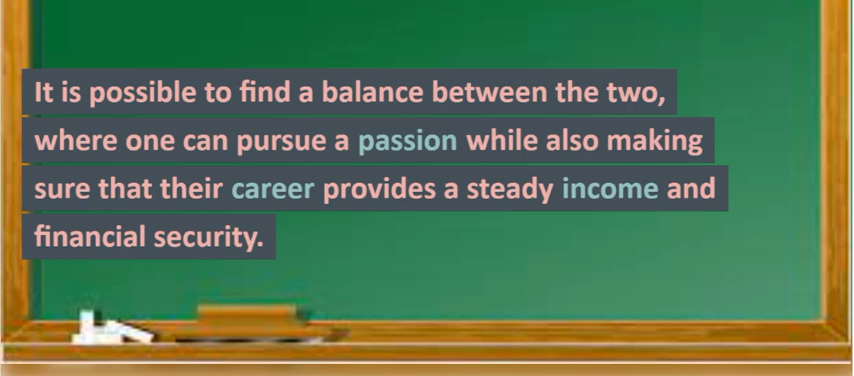 It is possible to find a balance between the two,
where one can pursue a passion while also making
sure that their career provides a steady income and
financial security.